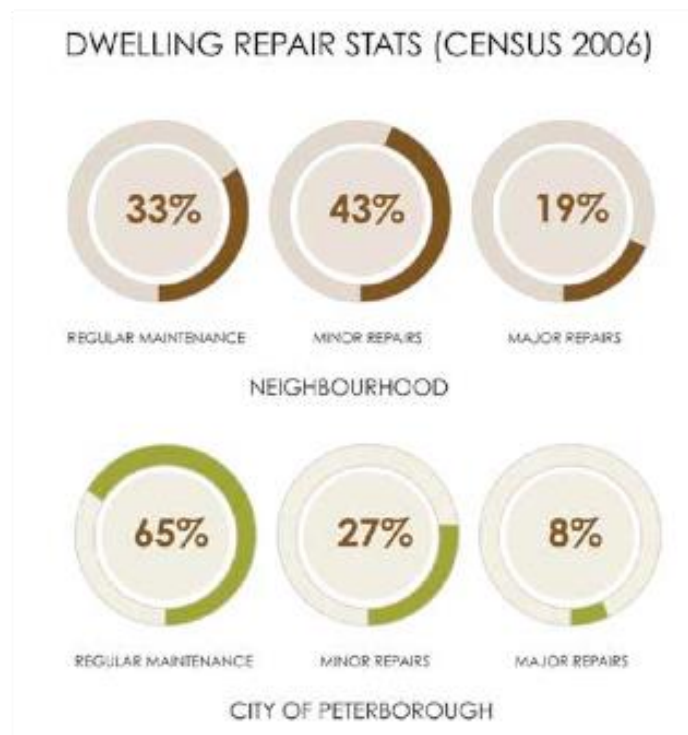 DWELLING REPAIR STATS (CENSUS 2006)
33% 43% 19%
REGULAR MAINTENANCE MINOR REPAIRS MAJOR REPAIRS
NEIGHBOURHOOD
65% 27% 8%
REGULAR MAINTENANCE MINOR REPAIRS MAJOR REPAIRS
CITY OF PETERBOROUGH